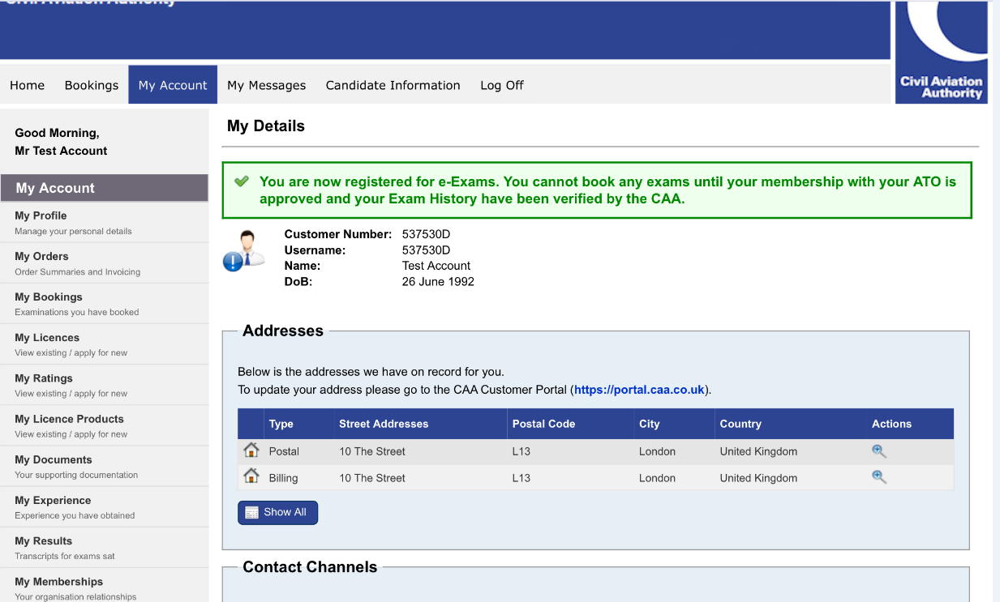 Civil Aviation Authority
Home Bookings My Account My Messages Candidate Information Log Off
Civil Aviation
Authority
Good Morning,
Mr Test Account
My Account
My Profile
Manage your personal details
My Orders
Order Summaries and Invoicing
My Bookings
Examinations you have booked
My Licences
View existing / apply for new
My Ratings
View existing / apply for new
My Licence Products
View existing / apply for new
My Documents
Your supporting documentation
My Experience
Experience you have obtained
My Results
Transcripts for exams sat
My Memberships
Your organisation relationships
My Details
You are now registered for e-Exams. You cannot book any exams until your membership with your ATO is
approved and your Exam History have been verified by the CAA.
Customer Number: 537530D
Username: 537530D
Name: Test Account
DoB: 26 June 1992
Addresses
Below is the addresses we have on record for you.
To update your address please go to the CAA Customer Portal (https://portal.caa.co.uk).
Type Street Addresses Postal Code City Country Actions
Postal 10 The Street L13 London United Kingdom
Billing 10 The Street L13 London United Kingdom
Show All
Contact Channels